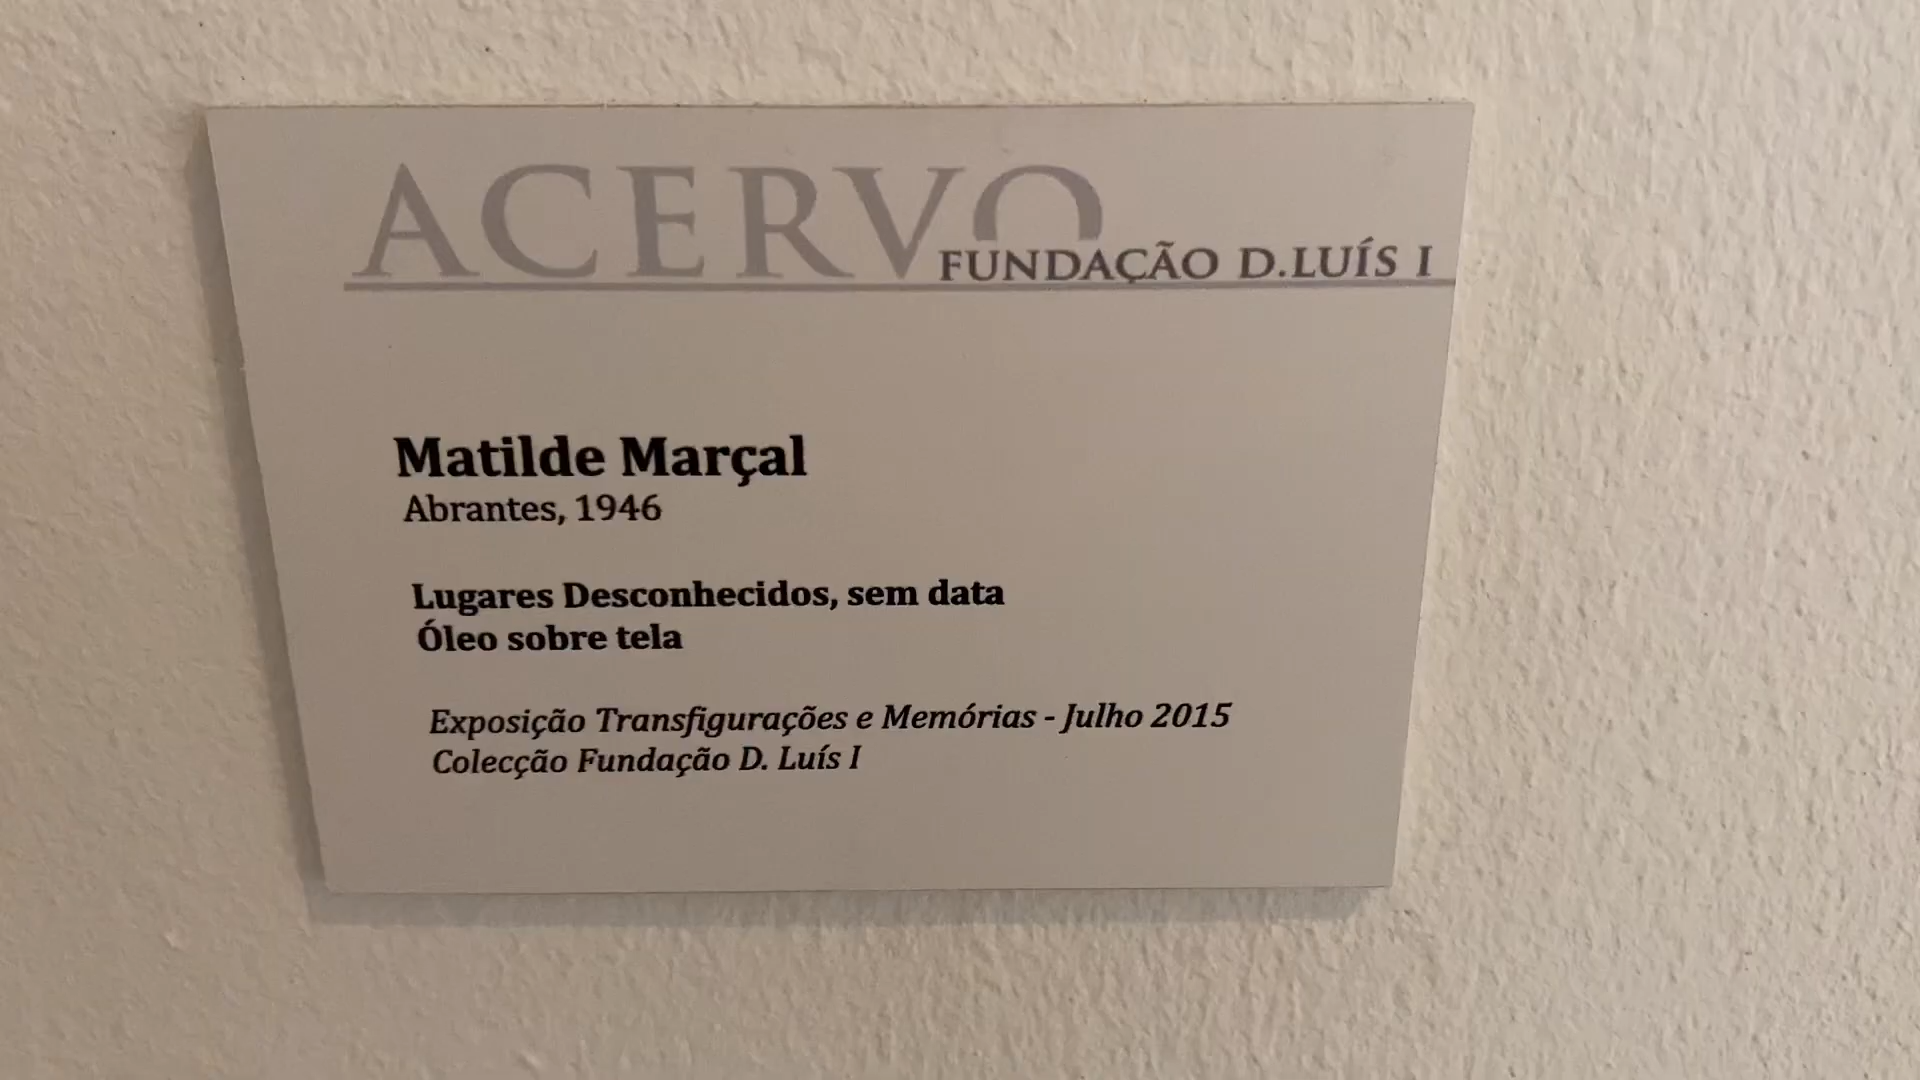 ACERVO
FUNDAÇÃO D.LUÍS I
Matilde Marçal
Abrantes, 1946
Lugares Desconhecidos, sem data
Óleo sobre tela
Exposição Transfigurações e Memórias - Julho 2015
Colecção Fundação D. Luís I